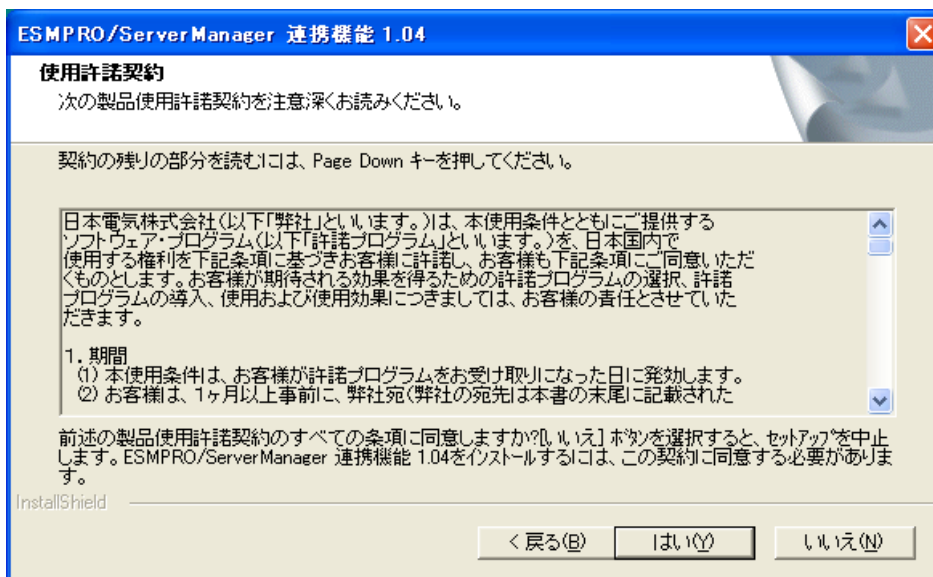 ESMPRO/ServerManager 連携機能 1.04
使用許諾契約
次の製品使用許諾契約を注意深くお読みください。
契約の残りの部分を読むには、Page Down キーを押してください。
日本電気株式会社(以下「弊社」といいます。)は、本使用条件とともにご提供する
ソフトウェア・プログラム(以下「許諾プログラム」といいます。)を、日本国内で
使用する権利を下記条項に基づきお客様に許諾し、お客様も下記条項にご同意いただ
くものとします。お客様が期待される効果を得るための許諾プログラムの選択、許諾
プログラムの導入、使用および使用効果につきましては、お客様の責任とさせていた
だきます。
1．期間
(1) 本使用条件は、お客様が許諾プログラムをお受け取りになった日に発効します。
(2) お客様は、1ヶ月以上事前に、弊社宛(弊社の宛先は本書の末尾に記載された
前述の製品使用許諾契約のすべての条項に同意しますか?[いいえ] ボタンを選択すると、セットアップを中止
します。ESMPRO/ServerManager 連携機能 1.04をインストールするには、この契約に同意する必要がありま
す。
InstallShield
< 戻る(B)
はい(Y)
いいえ(N)